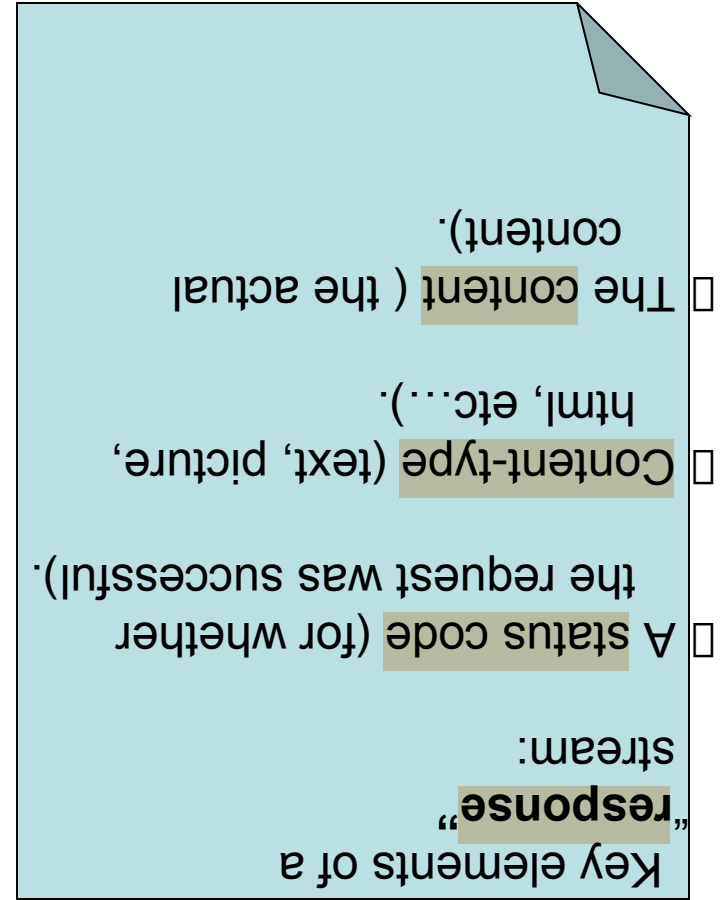 Key elements of a
“response”
stream:
▯ A status code (for whether
the request was successful).
▯ Content-type (text, picture,
html, etc…).
▯ The content ( the actual
content).